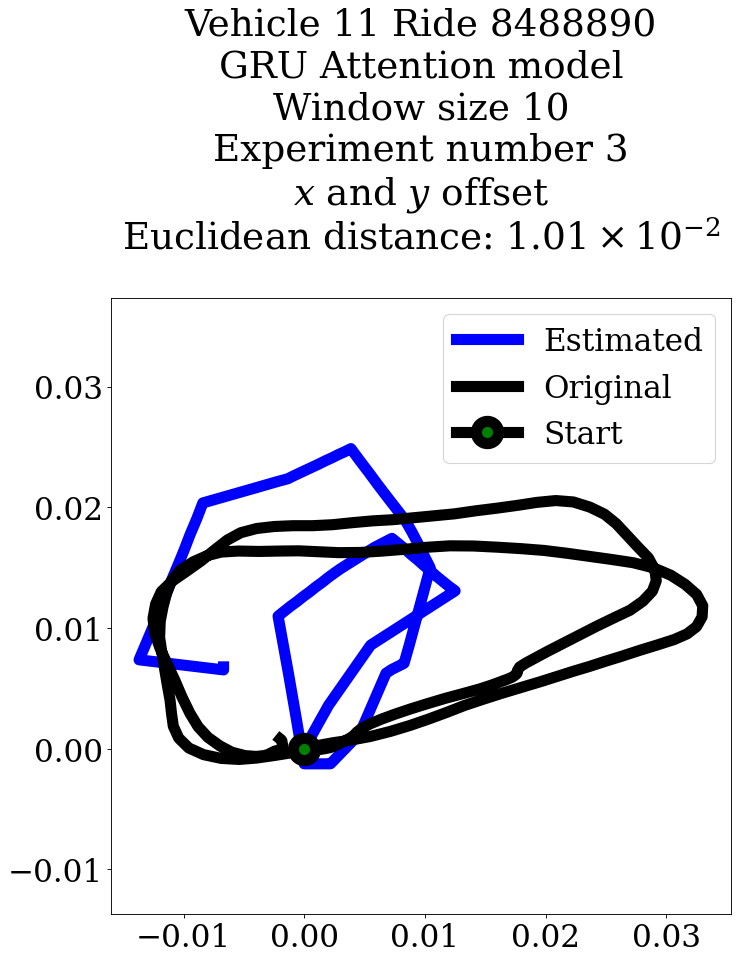 Vehicle 11 Ride 8488890
GRU Attention model
Window size 10
Experiment number 3
x and y offset
Euclidean distance: 1.01 × 10⁻²
Estimated
Original
Start
0.03
0.02
0.01
0.00
−0.01
−0.01 0.00 0.01 0.02 0.03